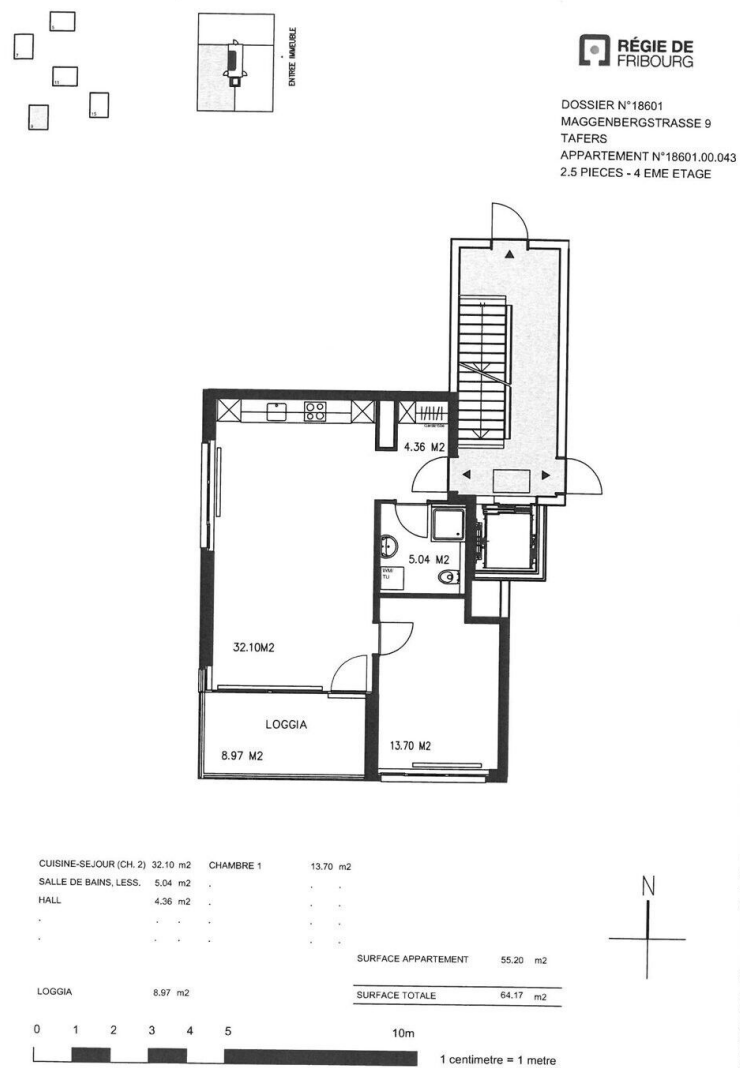 ENTREE IMMEUBLE
RÉGIE DE
FRIBOURG
DOSSIER N°18601
MAGGENBERGSTRASSE 9
TAFERS
APPARTEMENT N°18601.00.043
2.5 PIECES - 4 EME ETAGE
4.36 M2
5.04 M2
32.10M2
LOGGIA
8.97 M2
13.70 M2
CUISINE-SEJOUR (CH. 2) 32.10 m2 CHAMBRE 1 13.70 m2
SALLE DE BAINS, LESS. 5.04 m2
HALL 4.36 m2
SURFACE APPARTEMENT 55.20 m2
LOGGIA 8.97 m2
SURFACE TOTALE 64.17 m2
N
0 1 2 3 4 5 10m
1 centimetre = 1 metre